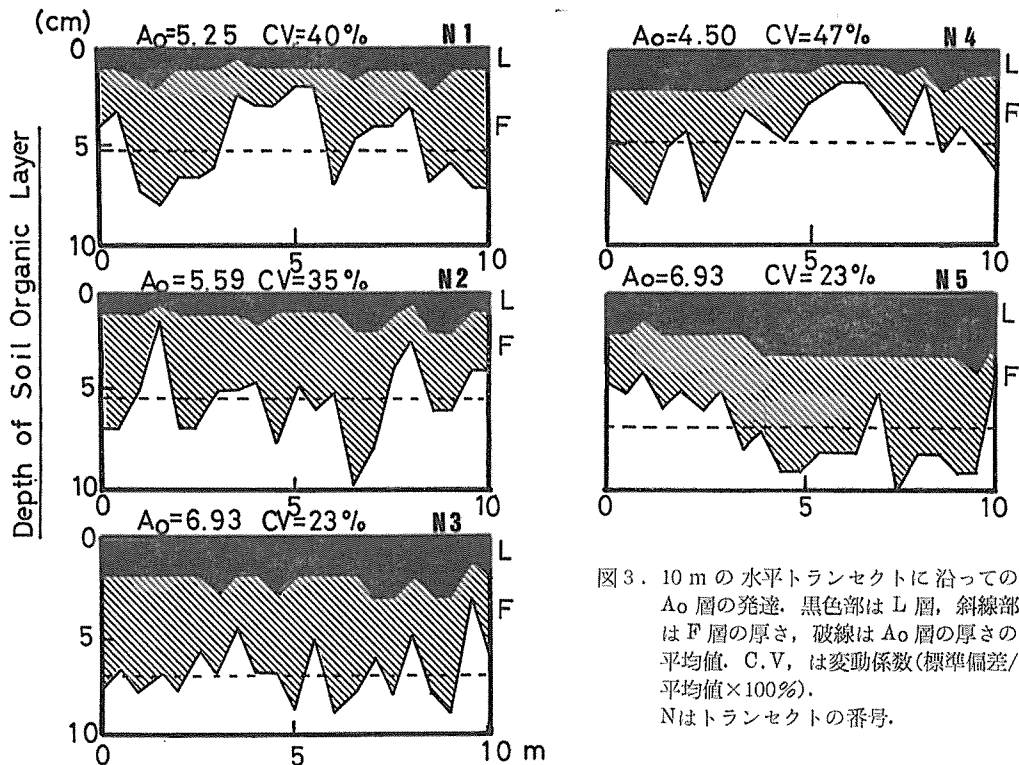 (cm)
Depth of Soil Organic Layer
Ao=5.25 CV=40% N1
0
5
10
L
F
0 5 10
Ao=5.59 CV=35% N2
0
5
10
L
F
0 5 10
Ao=6.93 CV=23% N3
0
5
10
L
F
0 5 10 m
Ao=4.50 CV=47% N4
L
F
0 5 10
Ao=6.93 CV=23% N5
L
F
0 5 10
図3. 10 m の水平トランセクトに沿っての
Ao 層の発達. 黒色部は L 層, 斜線部
は F 層の厚さ, 破線は Ao 層の厚さの
平均値. C.V, は変動係数(標準偏差/
平均値×100%).
Nはトランセクトの番号.